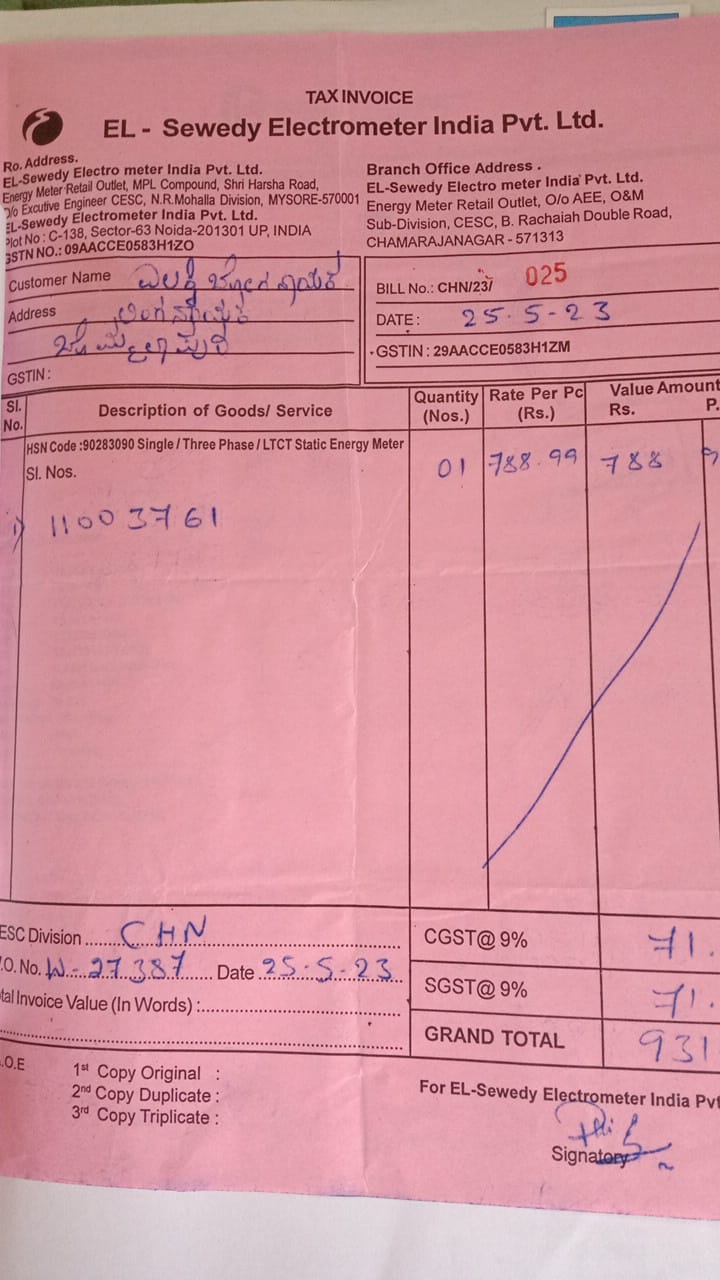 TAX INVOICE
EL - Sewedy Electrometer India Pvt. Ltd.
Ro. Address.
EL-Sewedy Electro meter India Pvt. Ltd.
Energy Meter Retail Outlet, MPL Compound, Shri Harsha Road,
O/o Excutive Engineer CESC, N.R.Mohalla Division, MYSORE-570001
EL-Sewedy Electrometer India Pvt. Ltd.
Plot No : C-138, Sector-63 Noida-201301 UP, INDIA
GSTN NO.: 09AACCE0583H1ZO
Branch Office Address .
EL-Sewedy Electro meter India Pvt. Ltd.
Energy Meter Retail Outlet, O/o AEE, O&M
Sub-Division, CESC, B. Rachaiah Double Road,
CHAMARAJANAGAR - 571313
Customer Name
Address
GSTIN :
BILL No.: CHN/23/ 025
DATE : 25-5-23
GSTIN : 29AACCE0583H1ZM
Sl. No. Description of Goods/ Service Quantity (Nos.) Rate Per Pc (Rs.) Value Amount Rs. P.
HSN Code :90283090 Single / Three Phase / LTCT Static Energy Meter
Sl. Nos. 01 788.99 788
1) 11003761
ESC Division CHN
.O. No. W-27387 Date 25-5-23
tal Invoice Value (In Words) :
CGST@ 9% 71.
SGST@ 9% 71.
GRAND TOTAL 931
.O.E
1st Copy Original :
2nd Copy Duplicate :
3rd Copy Triplicate :
For EL-Sewedy Electrometer India Pvt
Signatory